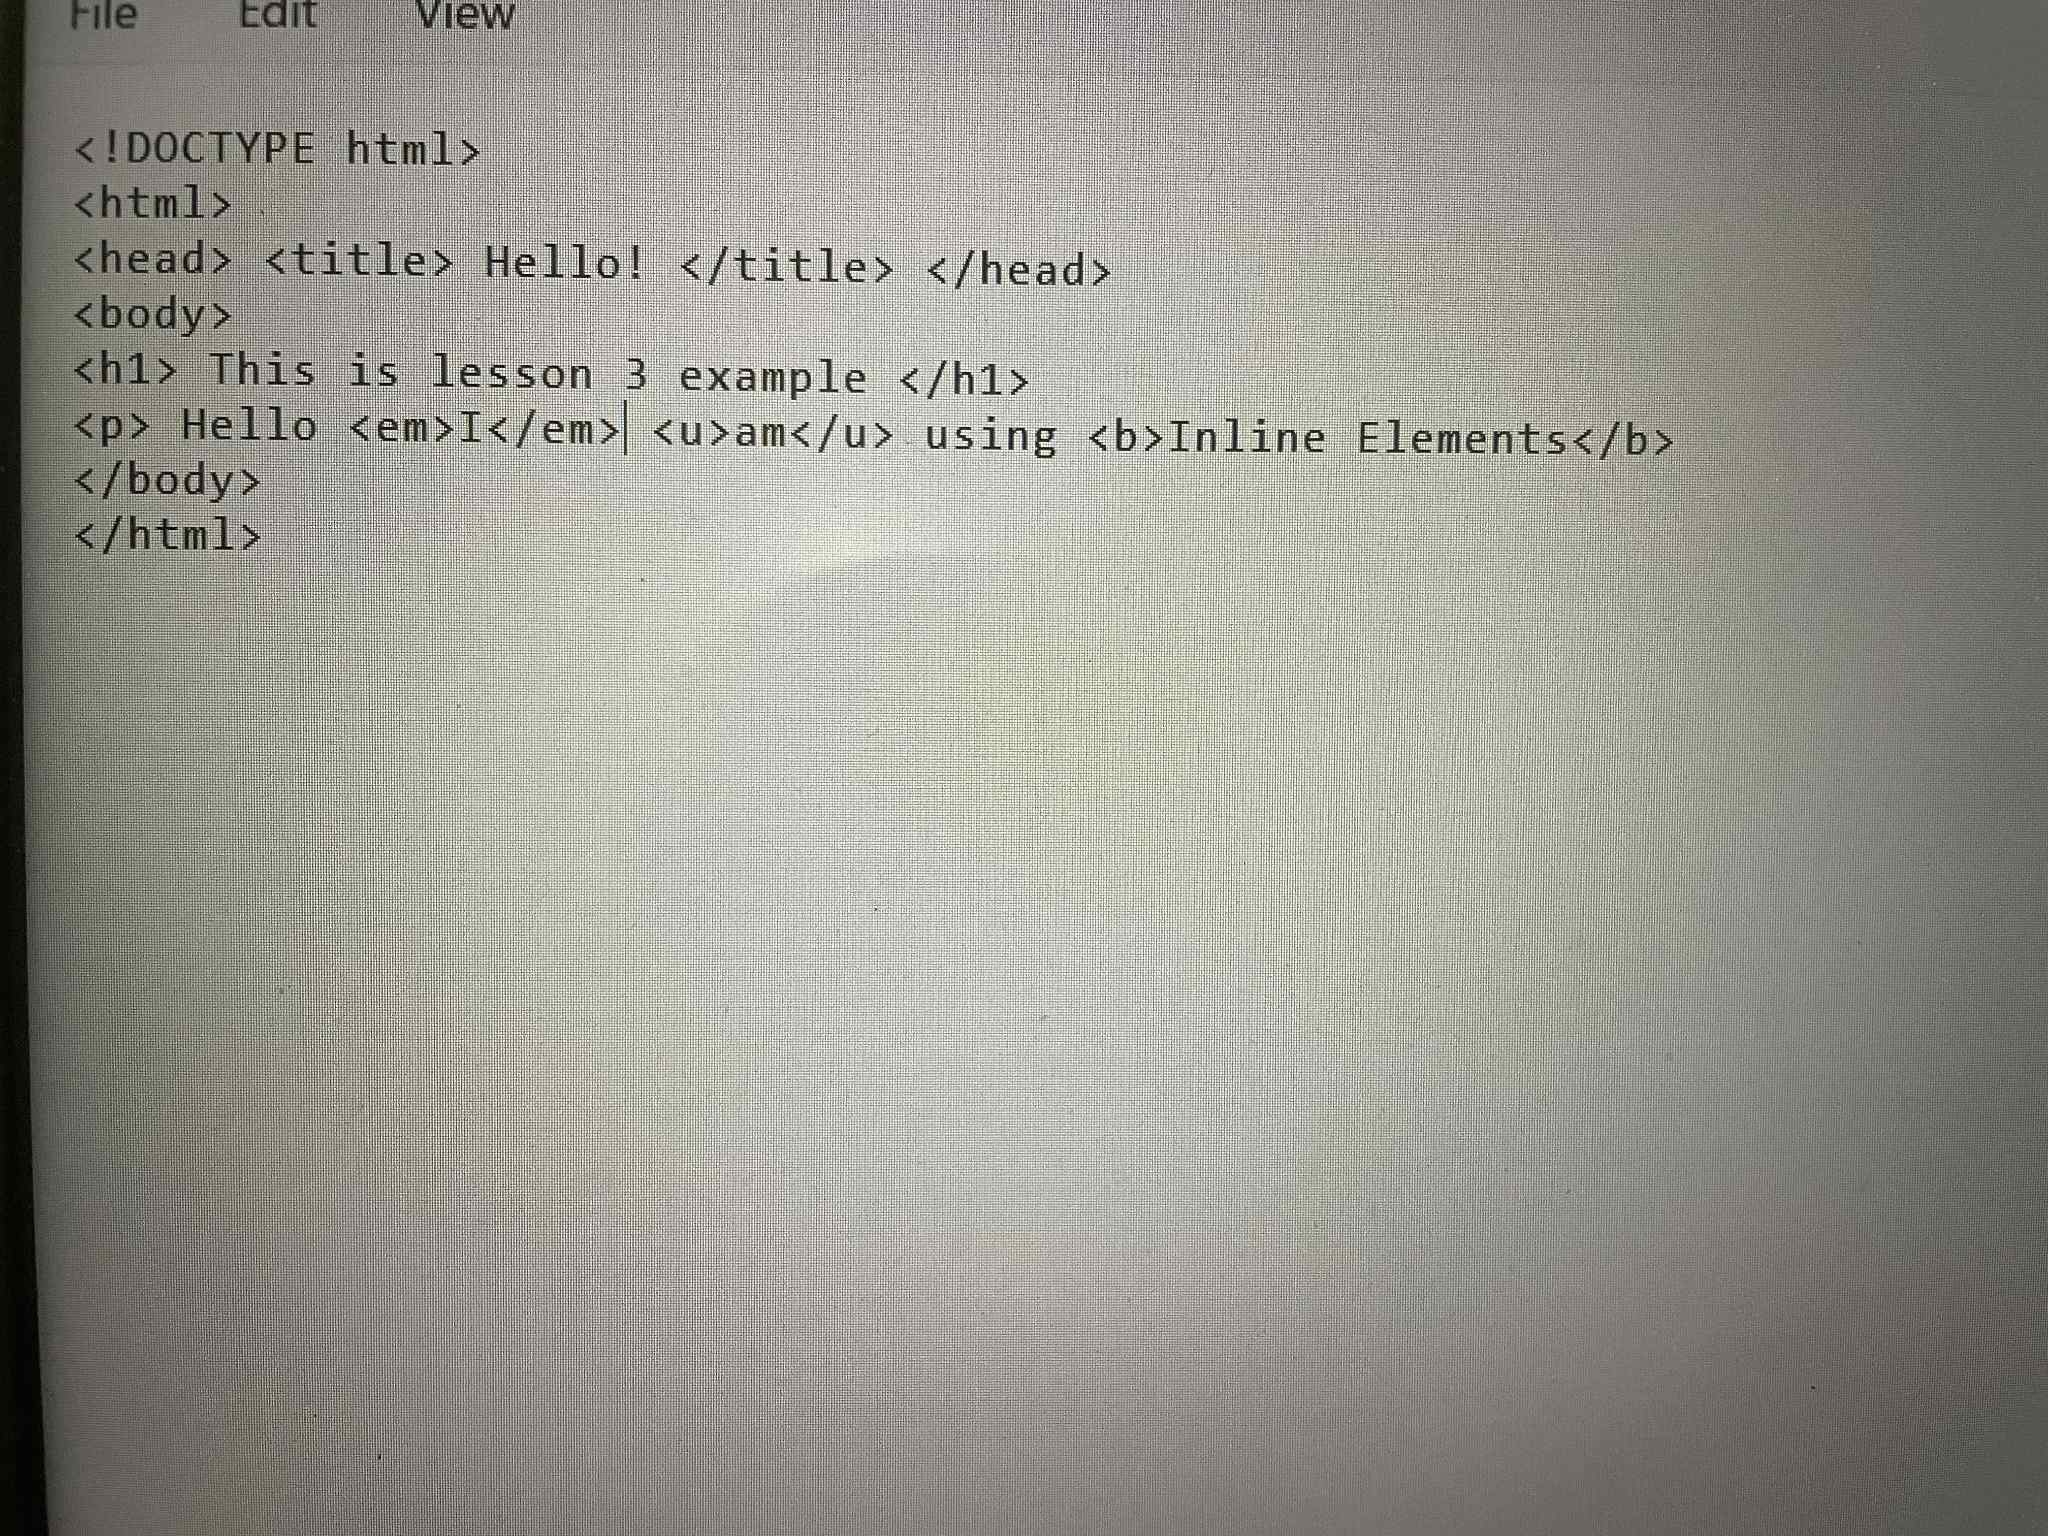 File Edit View
<!DOCTYPE html>
<html>
<head> <title> Hello! </title> </head>
<body>
<h1> This is lesson 3 example </h1>
<p> Hello <em>I</em> <u>am</u> using <b>Inline Elements</b>
</body>
</html>